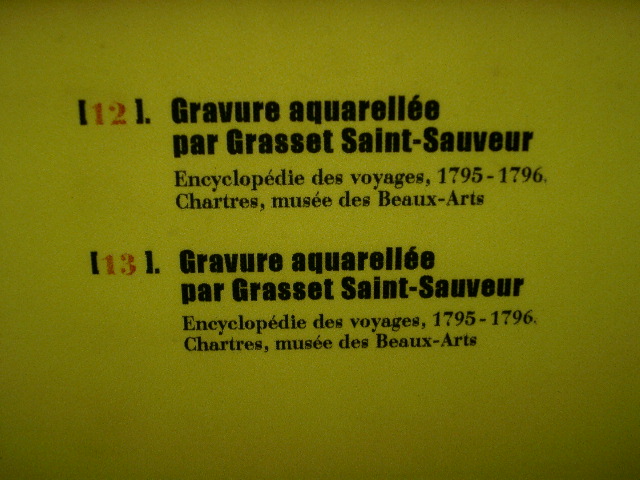 [12]. Gravure aquarellée
par Grasset Saint-Sauveur
Encyclopédie des voyages, 1795-1796.
Chartres, musée des Beaux-Arts
[13]. Gravure aquarellée
par Grasset Saint-Sauveur
Encyclopédie des voyages, 1795-1796.
Chartres, musée des Beaux-Arts